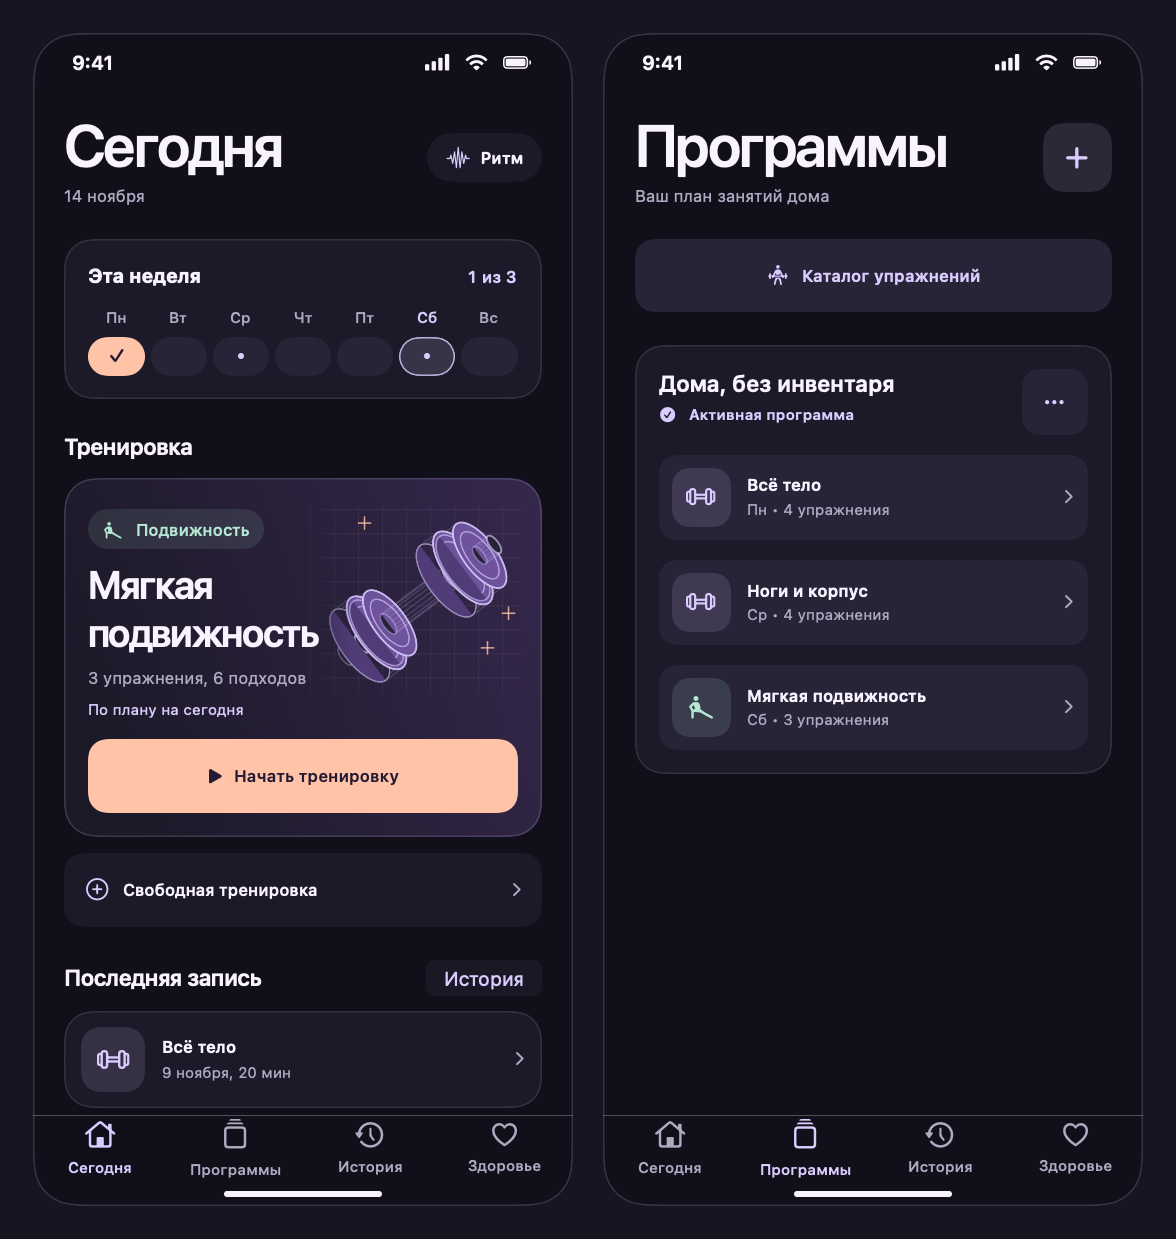 9:41
Сегодня
Ритм
14 ноября
Эта неделя
1 из 3
Пн Вт Ср Чт Пт Сб Вс
Тренировка
Подвижность
Мягкая
подвижность
3 упражнения, 6 подходов
По плану на сегодня
Начать тренировку
Свободная тренировка
Последняя запись
История
Всё тело
9 ноября, 20 мин
Сегодня Программы История Здоровье
9:41
Программы
Ваш план занятий дома
Каталог упражнений
Дома, без инвентаря
Активная программа
Всё тело
Пн • 4 упражнения
Ноги и корпус
Ср • 4 упражнения
Мягкая подвижность
Сб • 3 упражнения
Сегодня Программы История Здоровье